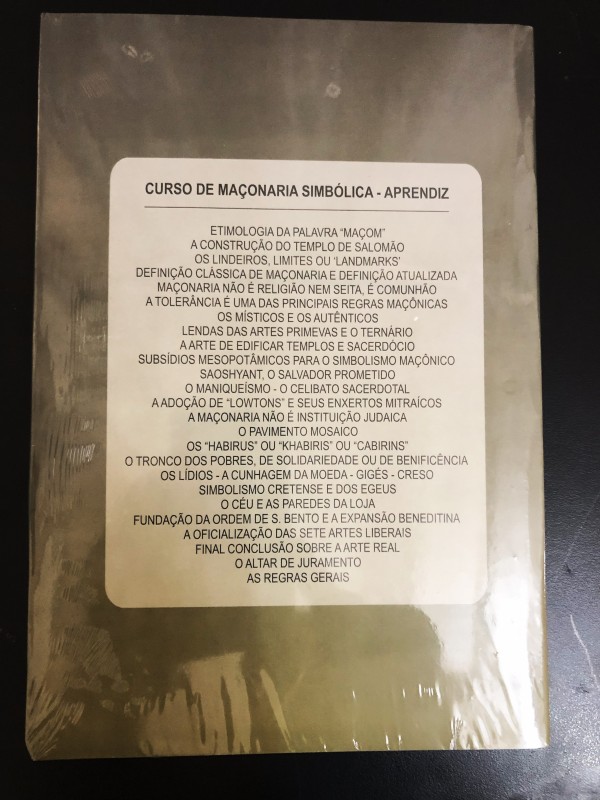 CURSO DE MAÇONARIA SIMBÓLICA - APRENDIZ
ETIMOLOGIA DA PALAVRA "MAÇOM"
A CONSTRUÇÃO DO TEMPLO DE SALOMÃO
OS LINDEIROS, LIMITES OU 'LANDMARKS'
DEFINIÇÃO CLÁSSICA DE MAÇONARIA E DEFINIÇÃO ATUALIZADA
MAÇONARIA NÃO É RELIGIÃO NEM SEITA, É COMUNHÃO
A TOLERÂNCIA É UMA DAS PRINCIPAIS REGRAS MAÇÔNICAS
OS MÍSTICOS E OS AUTÊNTICOS
LENDAS DAS ARTES PRIMEVAS E O TERNÁRIO
A ARTE DE EDIFICAR TEMPLOS E SACERDÓCIO
SUBSÍDIOS MESOPOTÂMICOS PARA O SIMBOLISMO MAÇÔNICO
SAOSHYANT, O SALVADOR PROMETIDO
O MANIQUEÍSMO - O CELIBATO SACERDOTAL
A ADOÇÃO DE "LOWTONS" E SEUS ENXERTOS MITRAÍCOS
A MAÇONARIA NÃO É INSTITUIÇÃO JUDAICA
O PAVIMENTO MOSAICO
OS "HABIRUS" OU "KHABIRIS" OU "CABIRINS"
O TRONCO DOS POBRES, DE SOLIDARIEDADE OU DE BENIFICÊNCIA
OS LÍDIOS - A CUNHAGEM DA MOEDA - GIGÉS - CRESO
SIMBOLISMO CRETENSE E DOS EGEUS
O CÉU E AS PAREDES DA LOJA
FUNDAÇÃO DA ORDEM DE S. BENTO E A EXPANSÃO BENEDITINA
A OFICIALIZAÇÃO DAS SETE ARTES LIBERAIS
FINAL CONCLUSÃO SOBRE A ARTE REAL
O ALTAR DE JURAMENTO
AS REGRAS GERAIS